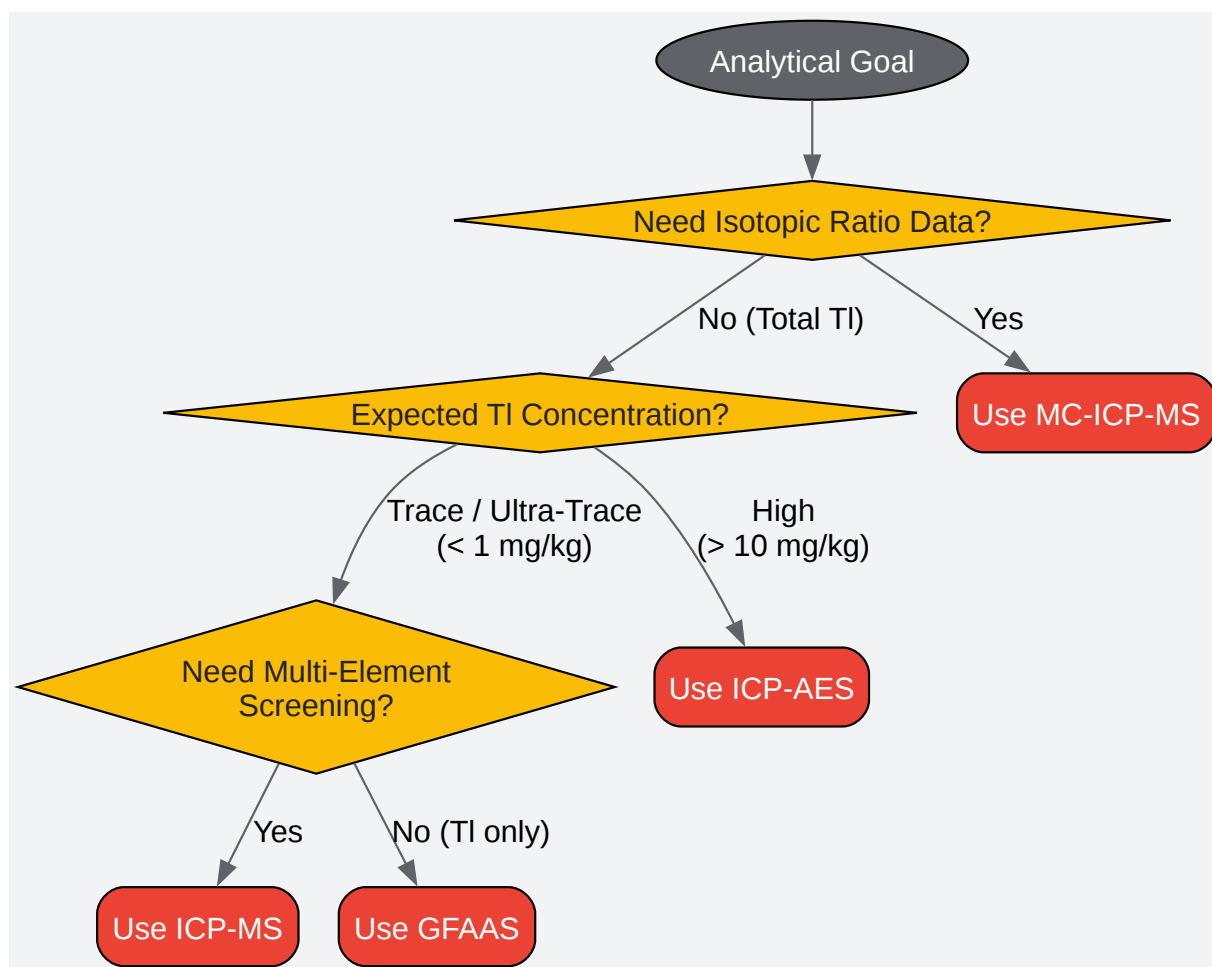 Analytical Goal
Need Isotopic Ratio Data?
No (Total Tl)
Yes
Expected Tl Concentration?
Use MC-ICP-MS
Trace / Ultra-Trace
(< 1 mg/kg)
High
(> 10 mg/kg)
Need Multi-Element
Screening?
Use ICP-AES
Yes
No (Tl only)
Use ICP-MS
Use GFAAS